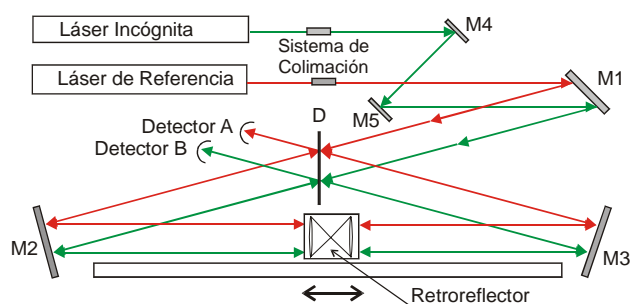 Láser Incógnita
M4
Sistema de
Colimación
Láser de Referencia
M1
M5
D
Detector A
Detector B
M2
M3
Retroreflector